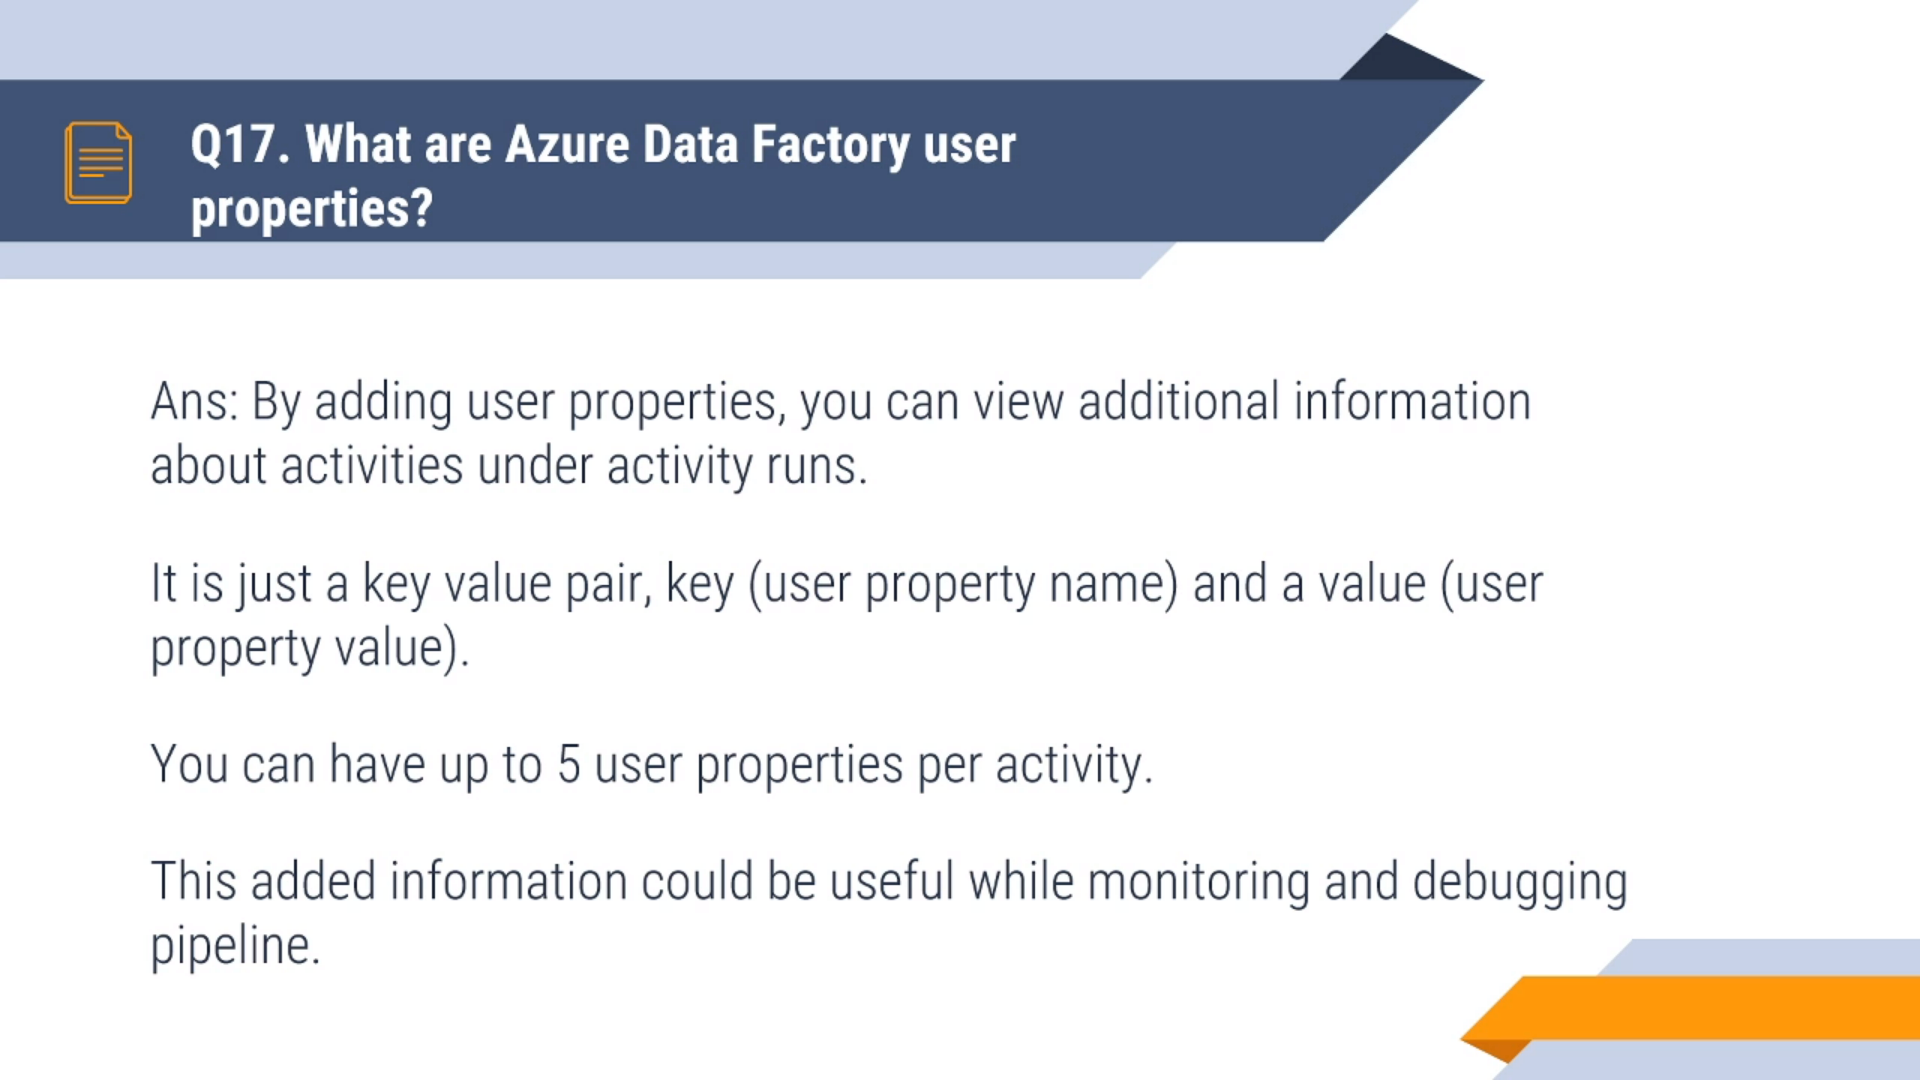 Q17. What are Azure Data Factory user
properties?
Ans: By adding user properties, you can view additional information
about activities under activity runs.
It is just a key value pair, key (user property name) and a value (user
property value).
You can have up to 5 user properties per activity.
This added information could be useful while monitoring and debugging
pipeline.